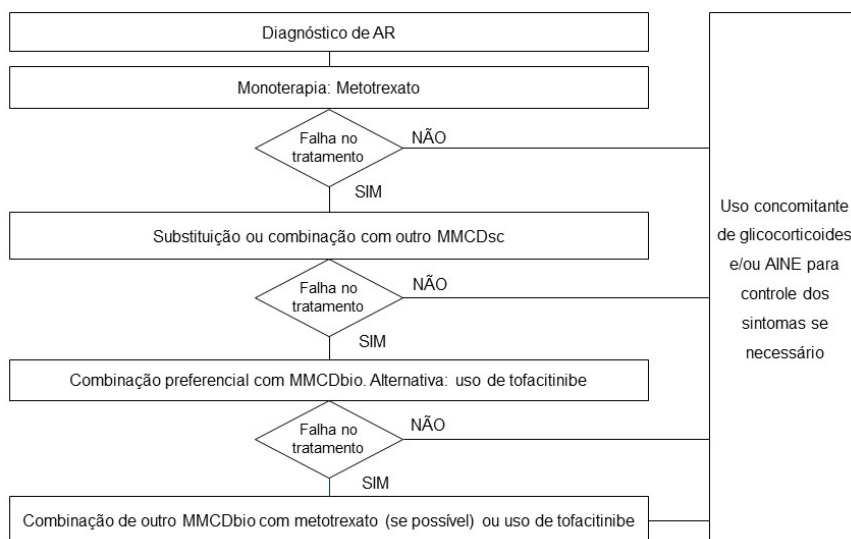 Diagnóstico de AR
Monoterapia: Metotrexato
Falha no
tratamento
NÃO
SIM
Substituição ou combinação com outro MMCDsc
Falha no
tratamento
NÃO
SIM
Combinação preferencial com MMCDbio. Alternativa: uso de tofacitinibe
Falha no
tratamento
NÃO
SIM
Combinação de outro MMCDbio com metotrexato (se possível) ou uso de tofacitinibe
Uso concomitante
de glicocorticoides
e/ou AINE para
controle dos
sintomas se
necessário